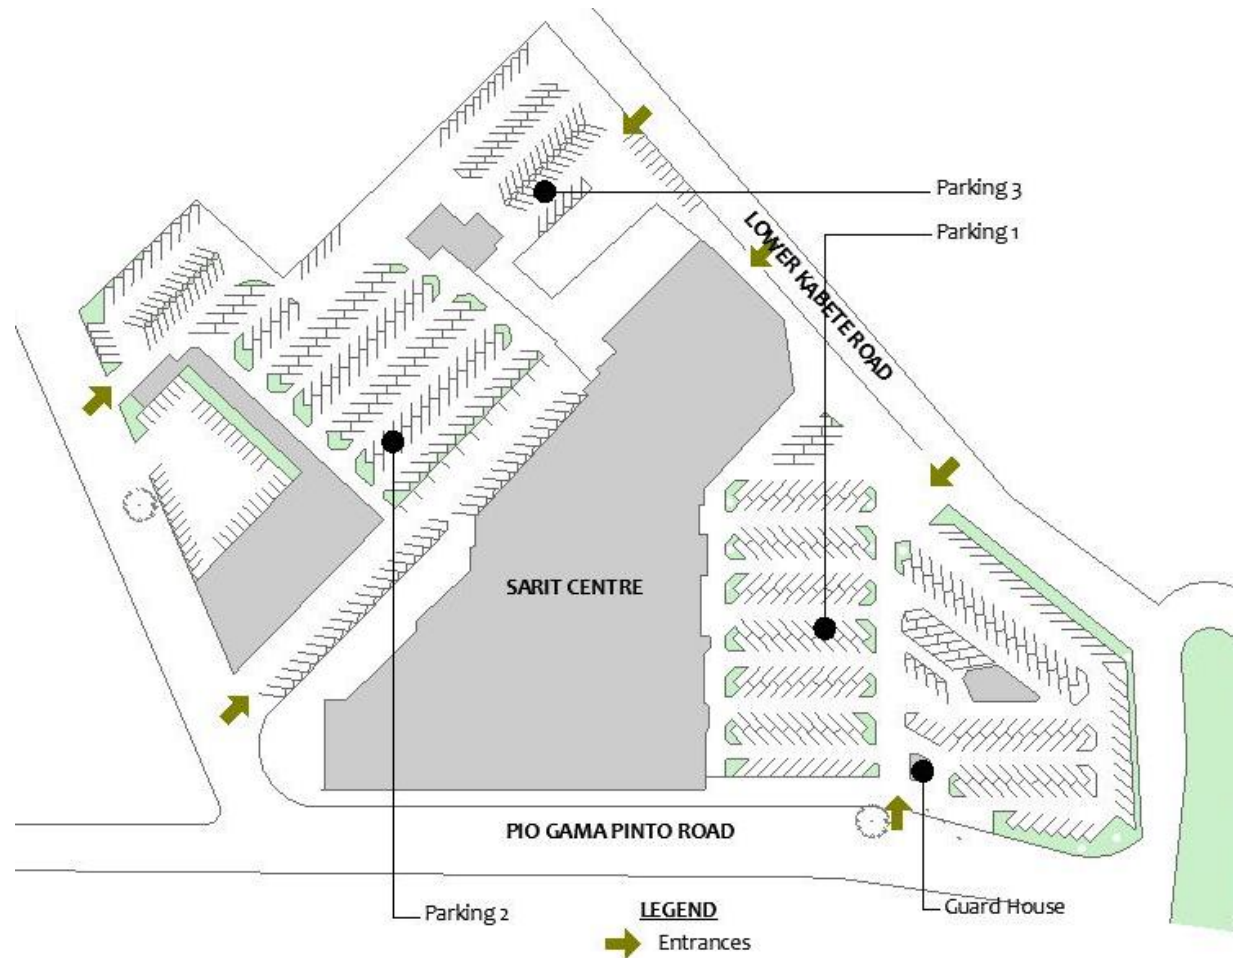 Parking 3
Parking 1
LOWER KABETE ROAD
SARIT CENTRE
PIO GAMA PINTO ROAD
Parking 2
LEGEND
Guard House
Entrances